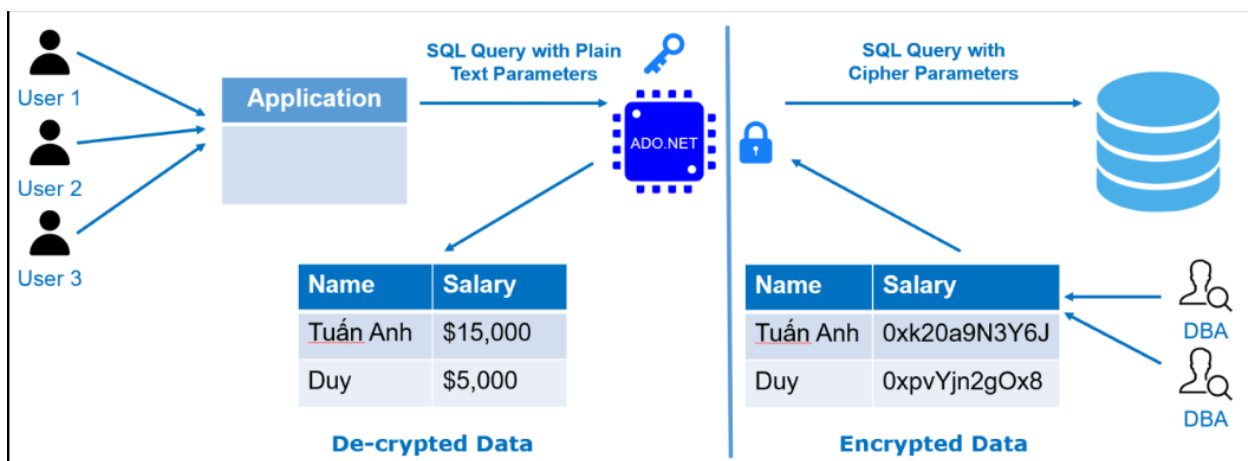 User 1
User 2
User 3
Application
SQL Query with Plain
Text Parameters
ADO.NET
SQL Query with
Cipher Parameters
Name Salary
Tuấn Anh $15,000
Duy $5,000
De-crypted Data
Name Salary
Tuấn Anh 0xk20a9N3Y6J
Duy 0xpvYjn2gOx8
Encrypted Data
DBA
DBA